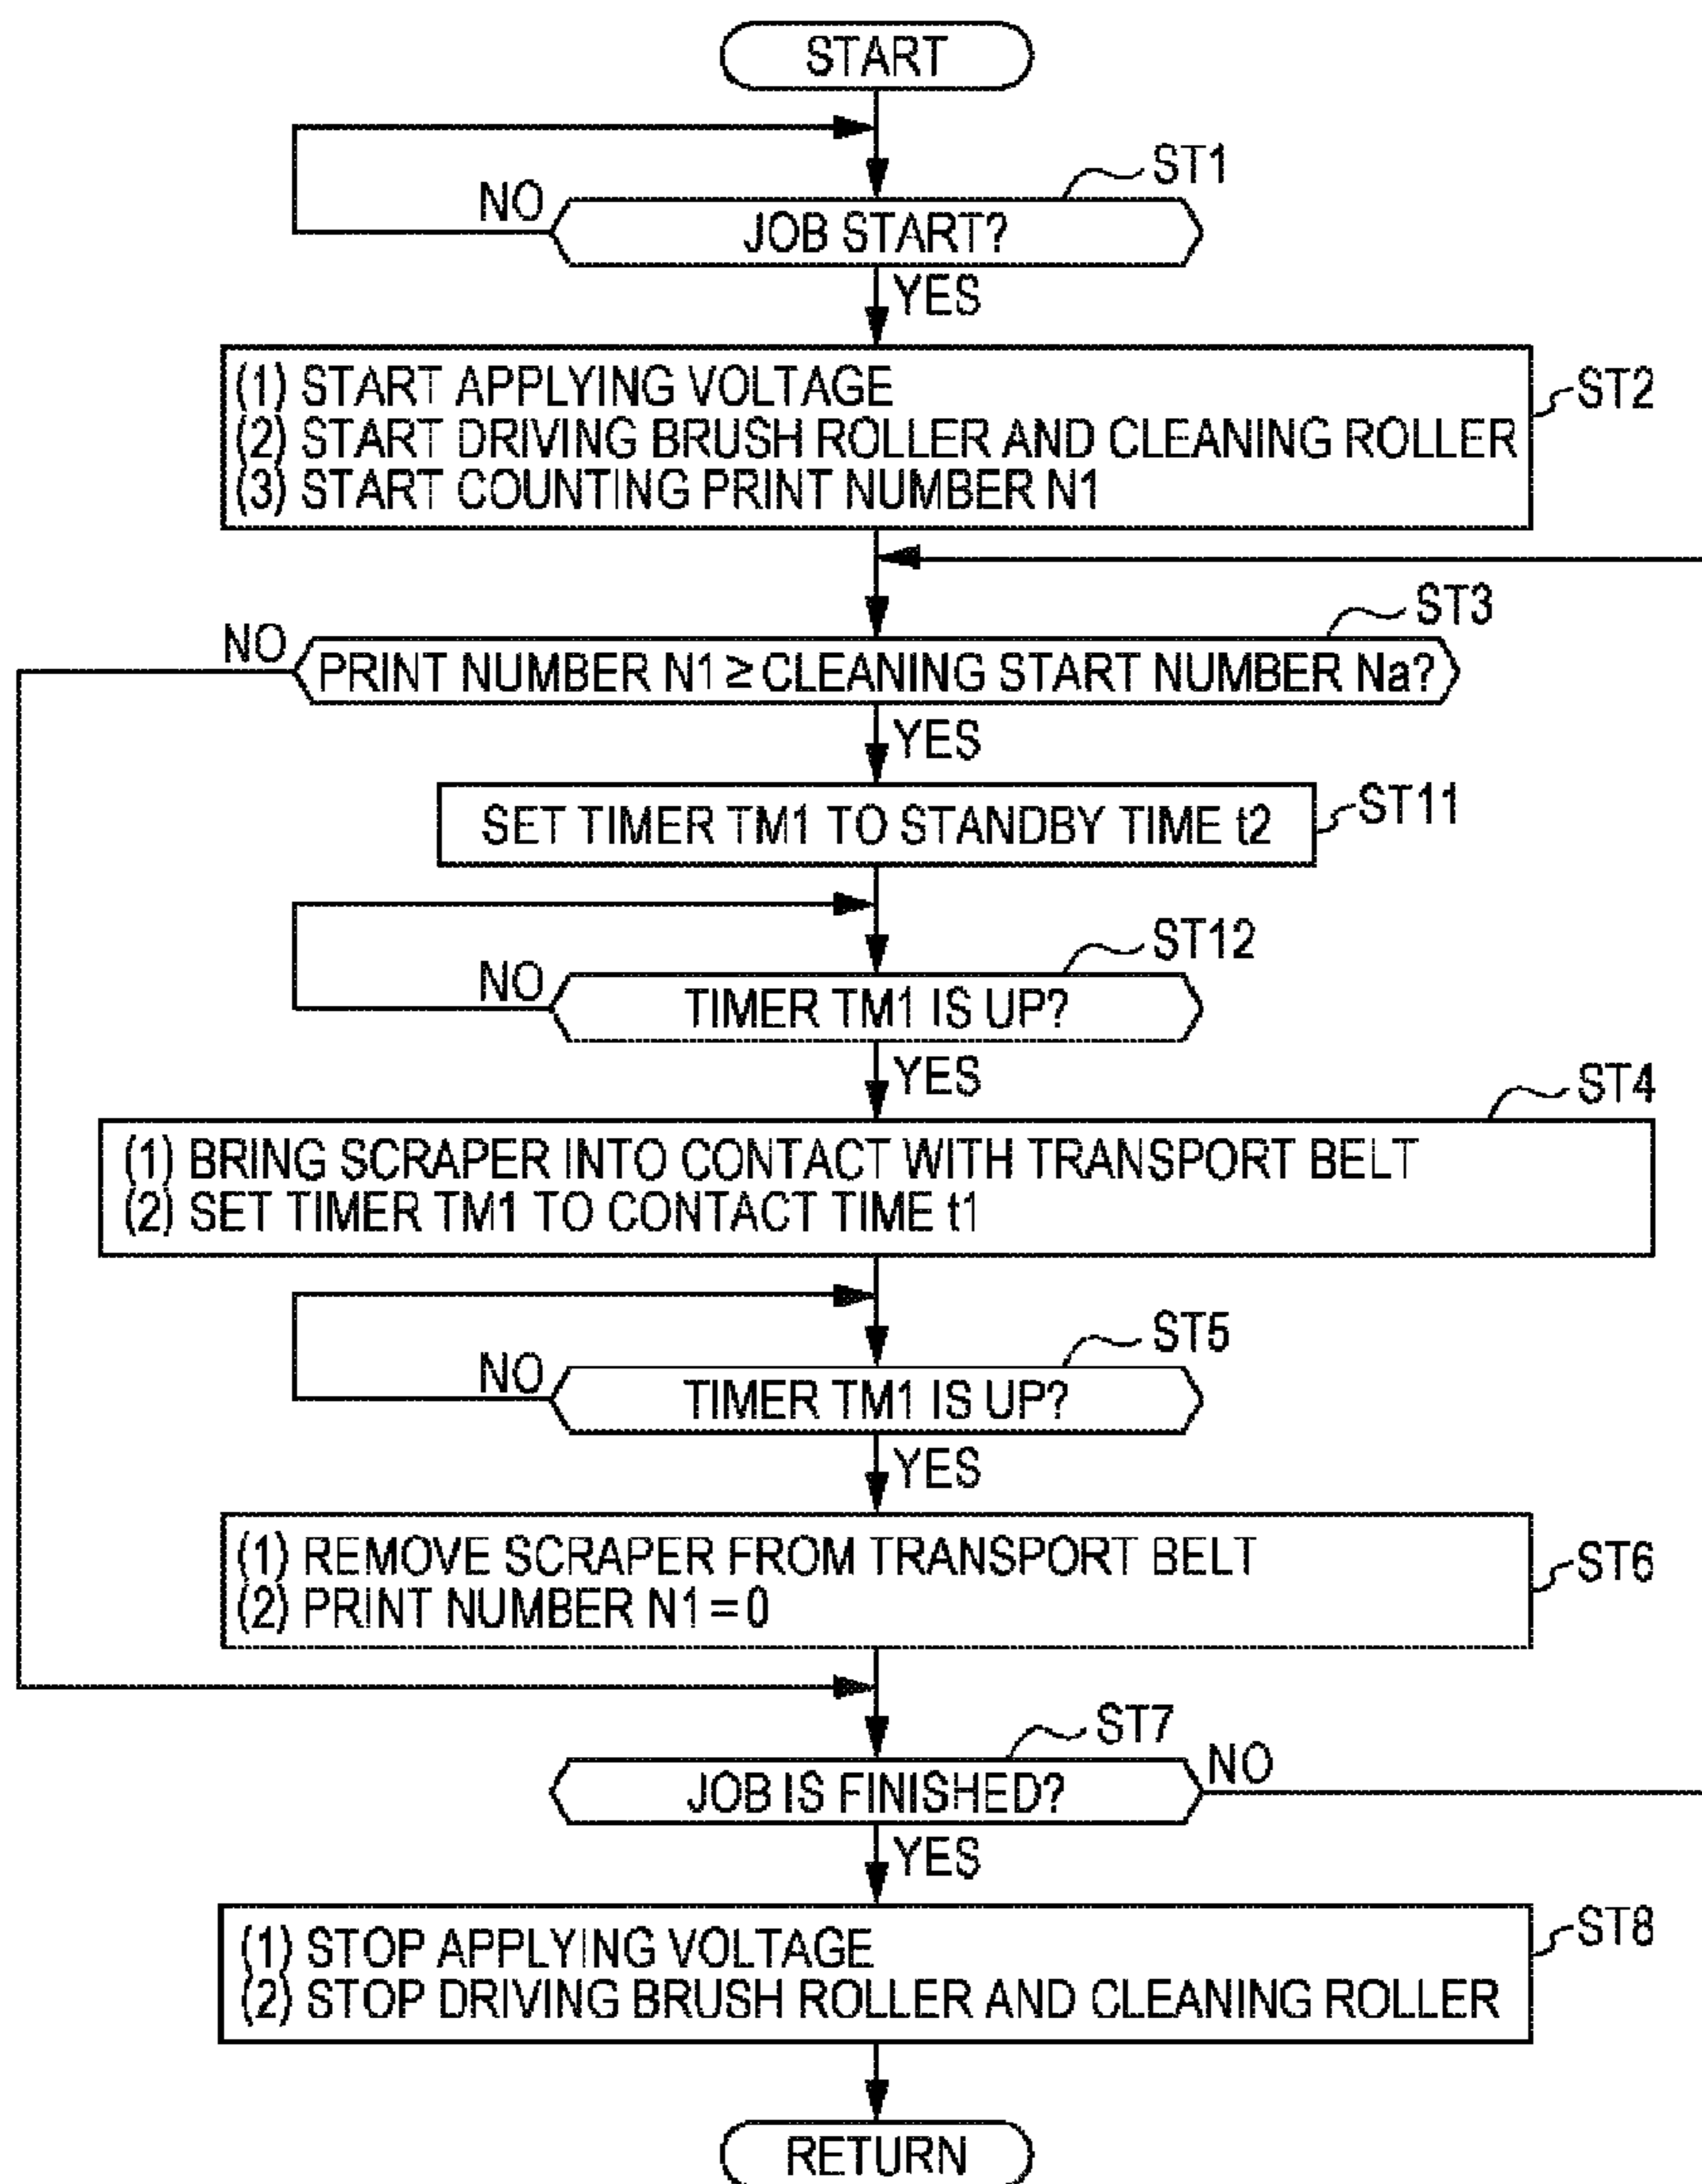 START
ST1
NO
JOB START?
YES
(1) START APPLYING VOLTAGE
(2) START DRIVING BRUSH ROLLER AND CLEANING ROLLER
(3) START COUNTING PRINT NUMBER N1
ST2
ST3
NO
PRINT NUMBER N1 ≥ CLEANING START NUMBER Na?
YES
SET TIMER TM1 TO STANDBY TIME t2
ST11
ST12
NO
TIMER TM1 IS UP?
YES
ST4
(1) BRING SCRAPER INTO CONTACT WITH TRANSPORT BELT
(2) SET TIMER TM1 TO CONTACT TIME t1
ST5
NO
TIMER TM1 IS UP?
YES
(1) REMOVE SCRAPER FROM TRANSPORT BELT
(2) PRINT NUMBER N1 = 0
ST6
ST7
JOB IS FINISHED?
NO
YES
(1) STOP APPLYING VOLTAGE
(2) STOP DRIVING BRUSH ROLLER AND CLEANING ROLLER
ST8
RETURN